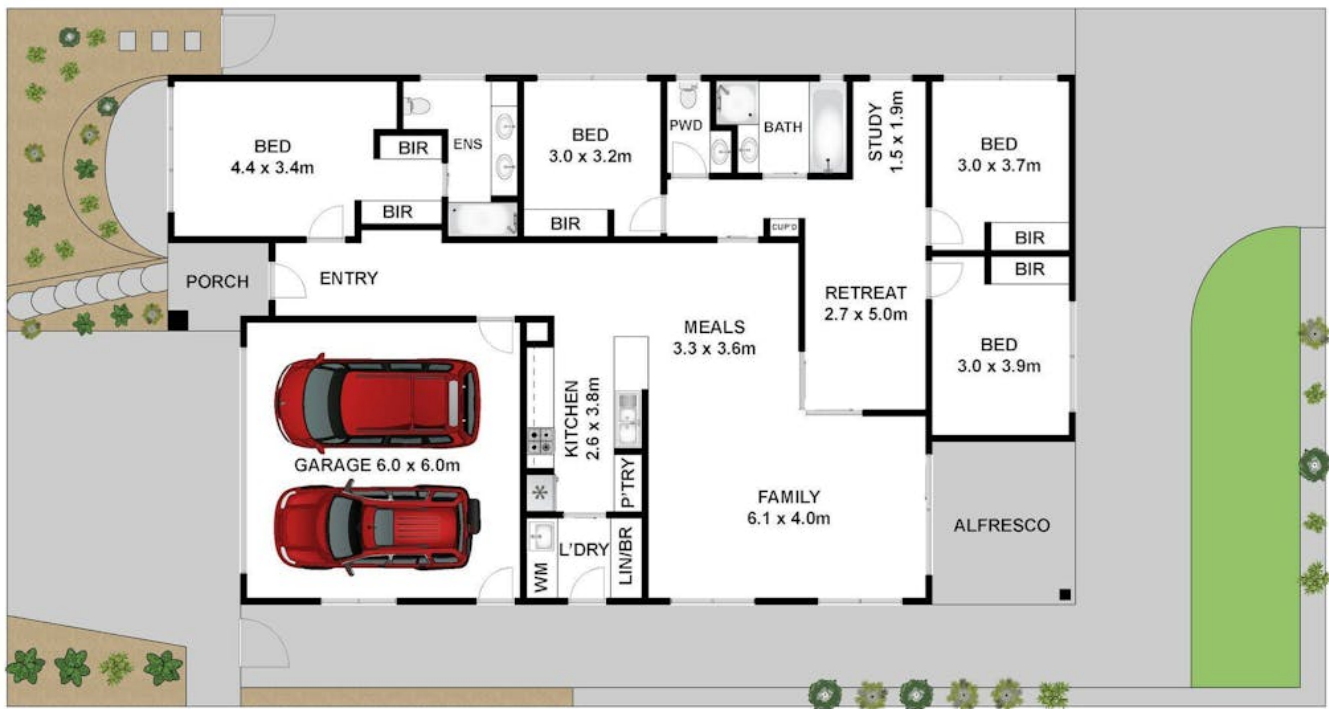 BED
4.4 x 3.4m
BIR
BIR
ENS
BED
3.0 x 3.2m
BIR
PWD
BATH
STUDY
1.5 x 1.9m
BED
3.0 x 3.7m
BIR
CUP'D
PORCH
ENTRY
RETREAT
2.7 x 5.0m
BIR
BED
3.0 x 3.9m
MEALS
3.3 x 3.6m
KITCHEN
2.6 x 3.8m
GARAGE 6.0 x 6.0m
P'TRY
FAMILY
6.1 x 4.0m
ALFRESCO
WM
L'DRY
LIN/BR